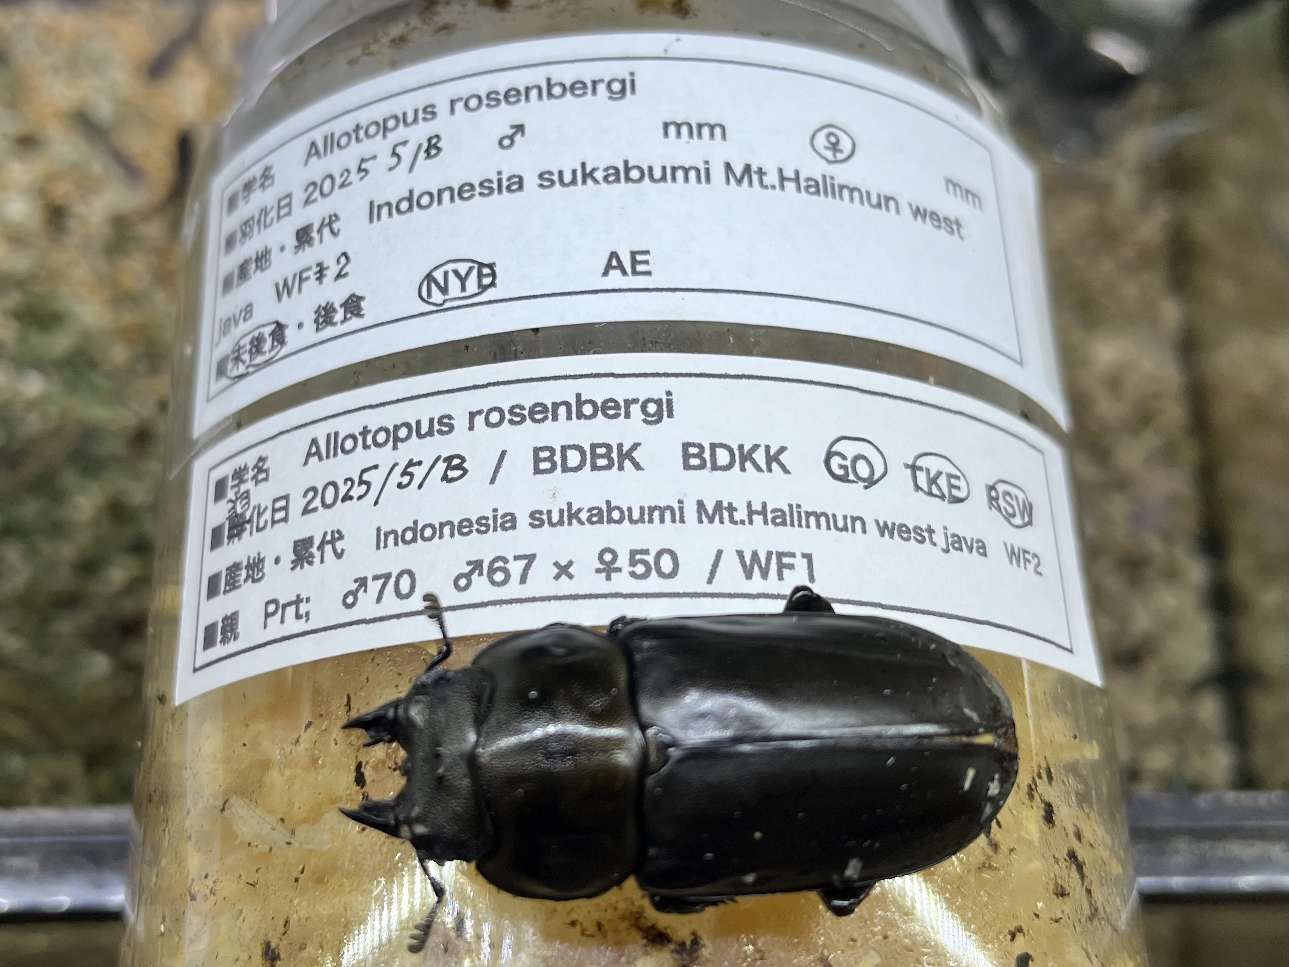 ■学名 Allotopus rosenbergi
■羽化日 2025 5/B ♂ mm ♀ mm
■産地・累代 Indonesia sukabumi Mt.Halimun west
java WF 2
■未後食・後食 NYE AE
■学名 Allotopus rosenbergi
化日 2025/5/B / BDBK BDKK GO TKE RSW
■産地・累代 Indonesia sukabumi Mt.Halimun west java WF2
■親 Prt; ♂70 ♂67 × ♀50 / WF1